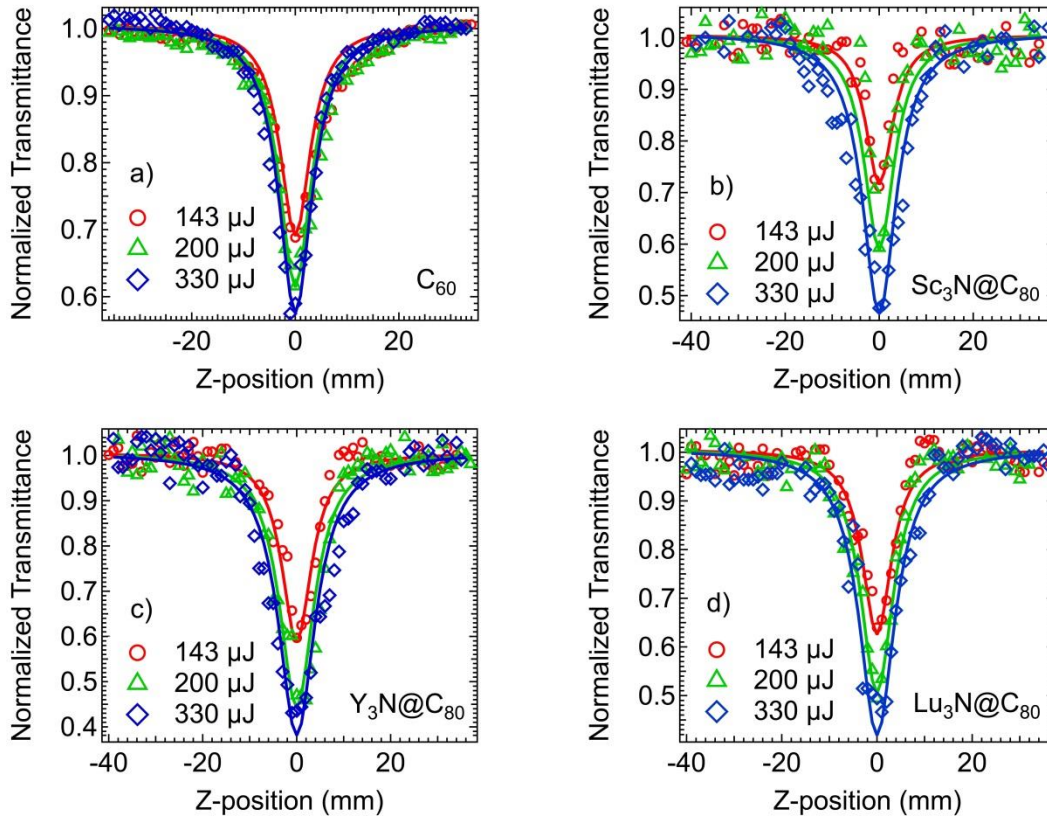 Normalized Transmittance
1.0
0.9
0.8
0.7
0.6
a)
143 µJ
200 µJ
330 µJ
C₆₀
-20
0
20
Z-position (mm)
Normalized Transmittance
1.0
0.9
0.8
0.7
0.6
0.5
b)
143 µJ
200 µJ
330 µJ
Sc₃N@C₈₀
-40
-20
0
20
Z-position (mm)
Normalized Transmittance
1.0
0.9
0.8
0.7
0.6
0.5
0.4
c)
143 µJ
200 µJ
330 µJ
Y₃N@C₈₀
-40
-20
0
20
Z-position (mm)
Normalized Transmittance
1.0
0.9
0.8
0.7
0.6
0.5
d)
143 µJ
200 µJ
330 µJ
Lu₃N@C₈₀
-40
-20
0
20
Z-position (mm)